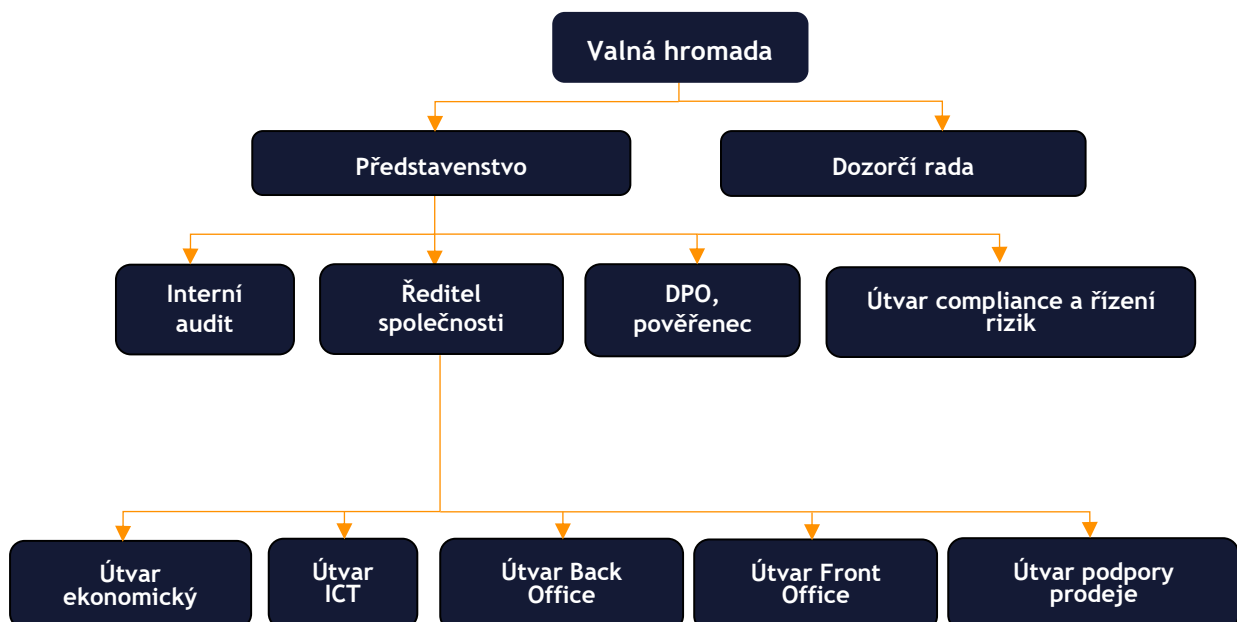 Valná hromada
Představenstvo
Dozorčí rada
Interní
audit
Ředitel
společnosti
DPO,
pověřenec
Útvar compliance a řízení
rizik
Útvar
ekonomický
Útvar
ICT
Útvar Back
Office
Útvar Front
Office
Útvar podpory
prodeje